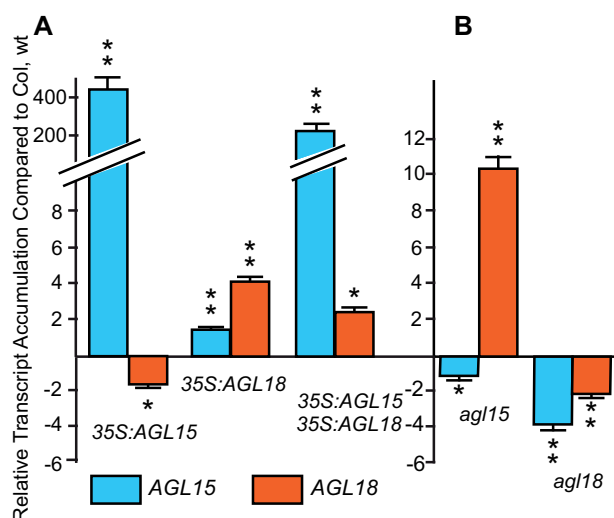 A
B
Relative Transcript Accumulation Compared to Col, wt
400
200
8
6
4
2
-2
-4
-6
12
10
8
6
4
2
-2
-4
-6
* *
*
* *
* *
* *
*
*
* *
* *
* *
35S:AGL15
35S:AGL18
35S:AGL15
35S:AGL18
agl15
agl18
AGL15
AGL18